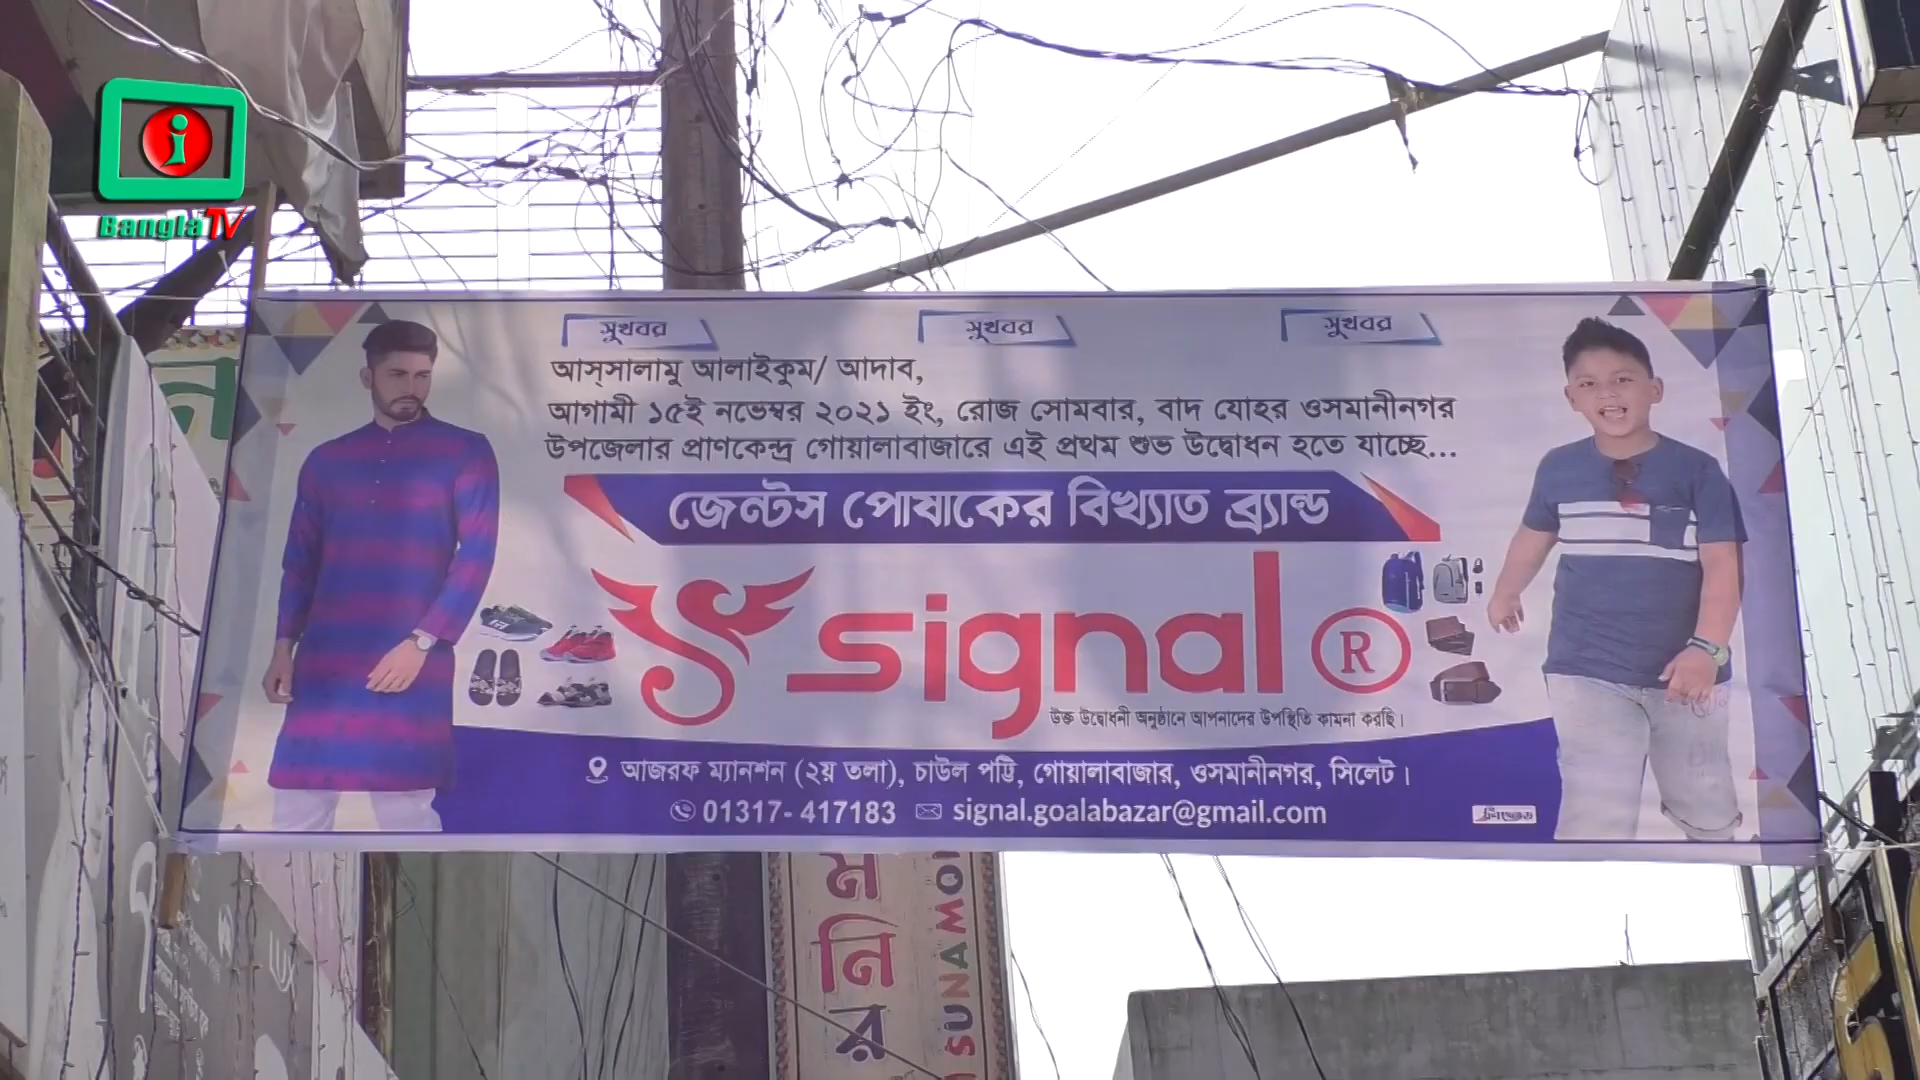 i
BanglaTV
সুখবর
সুখবর
সুখবর
আস্সালামু আলাইকুম/ আদাব,
আগামী ১৫ই নভেম্বর ২০২১ ইং, রোজ সোমবার, বাদ যোহর ওসমানীনগর
উপজেলার প্রাণকেন্দ্র গোয়ালাবাজারে এই প্রথম শুভ উদ্বোধন হতে যাচ্ছে...
জেন্টস পোষাকের বিখ্যাত ব্র্যান্ড
signal ®
উক্ত উদ্বোধনী অনুষ্ঠানে আপনাদের উপস্থিতি কামনা করছি।
আজরফ ম্যানশন (২য় তলা), চাউল পট্টি, গোয়ালাবাজার, ওসমানীনগর, সিলেট।
01317- 417183 signal.goalabazar@gmail.com
মনির
SUNAMO